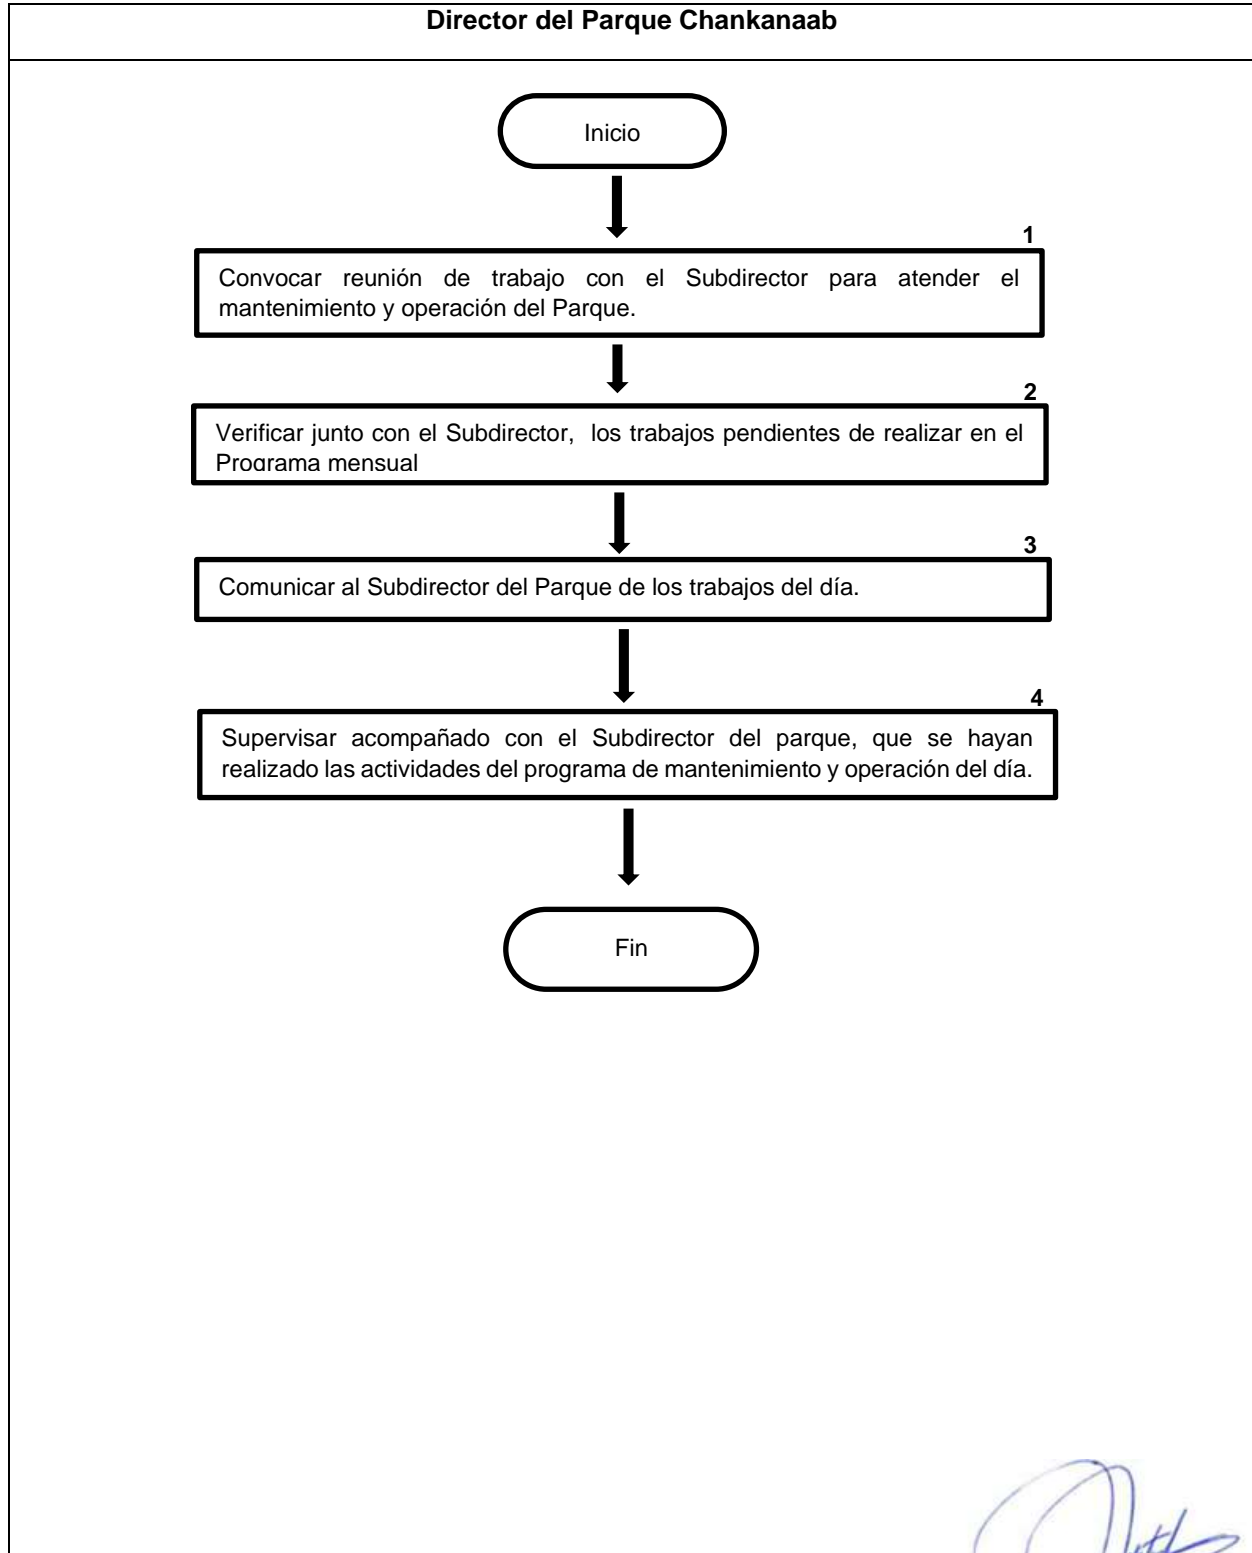 Director del Parque Chankanaab
Inicio
1
Convocar reunión de trabajo con el Subdirector para atender el
mantenimiento y operación del Parque.
2
Verificar junto con el Subdirector, los trabajos pendientes de realizar en el
Programa mensual
3
Comunicar al Subdirector del Parque de los trabajos del día.
4
Supervisar acompañado con el Subdirector del parque, que se hayan
realizado las actividades del programa de mantenimiento y operación del día.
Fin